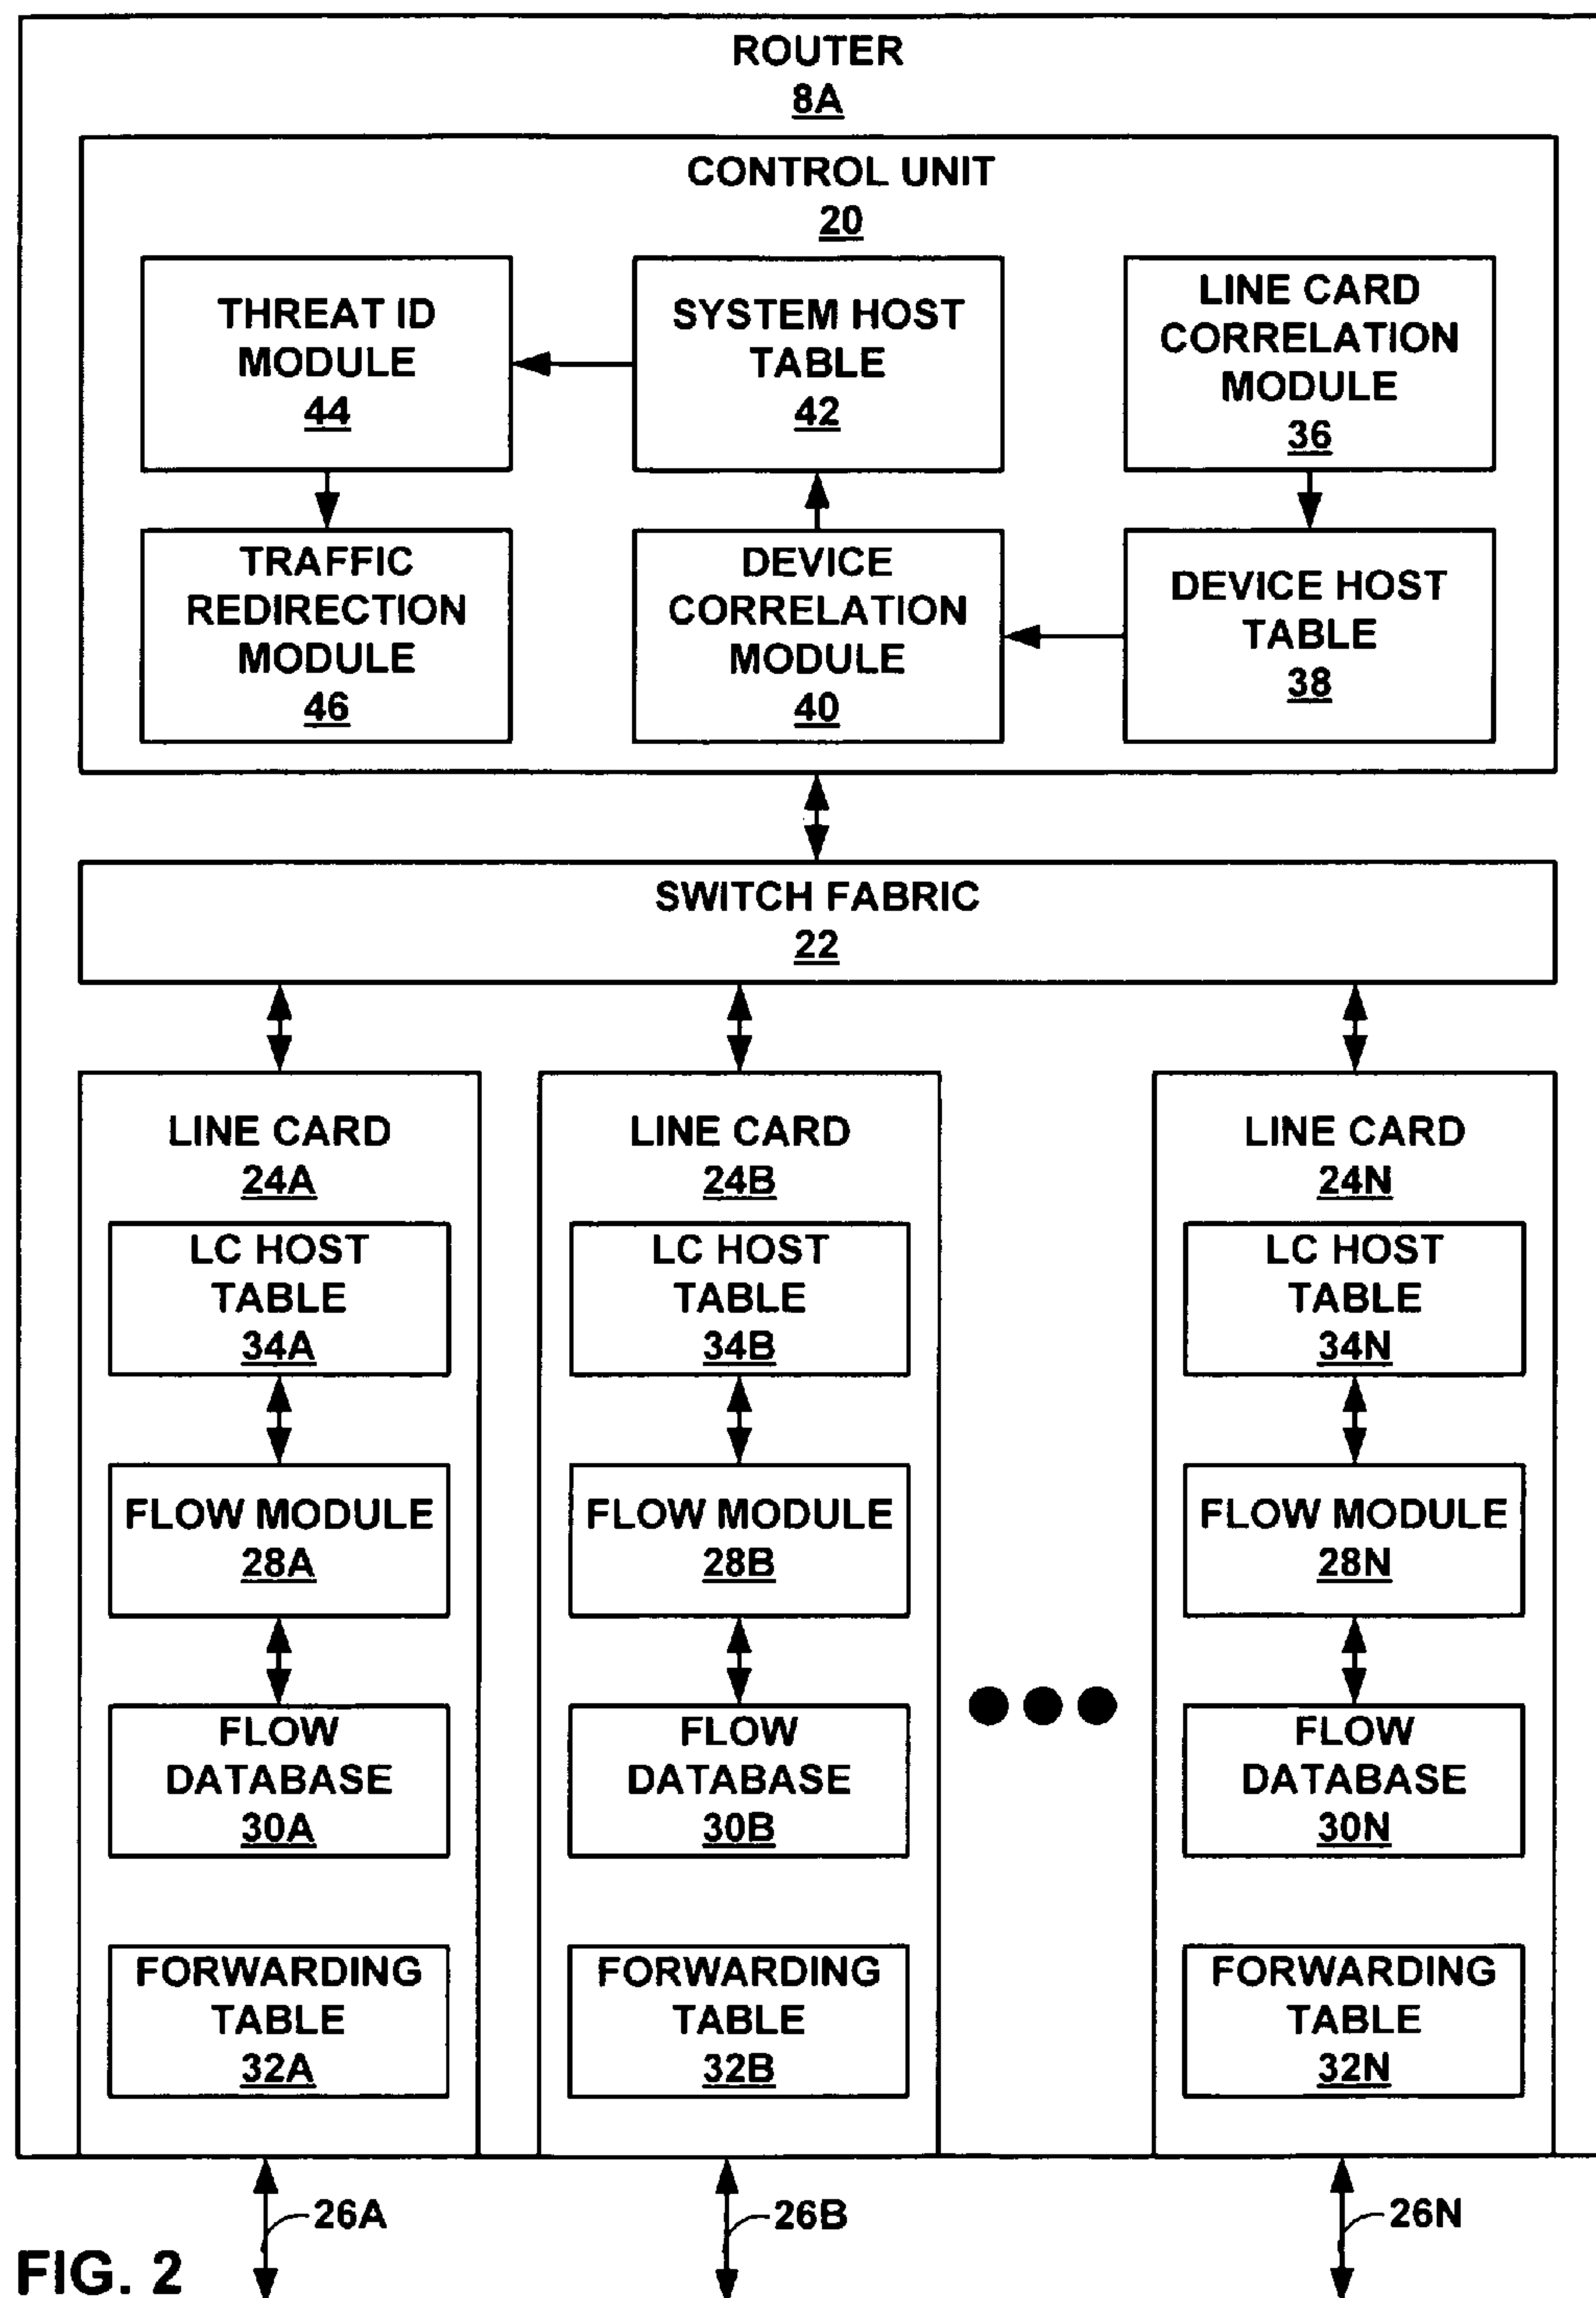 ROUTER
8A
CONTROL UNIT
20
THREAT ID
MODULE
44
SYSTEM HOST
TABLE
42
LINE CARD
CORRELATION
MODULE
36
TRAFFIC
REDIRECTION
MODULE
46
DEVICE
CORRELATION
MODULE
40
DEVICE HOST
TABLE
38
SWITCH FABRIC
22
LINE CARD
24A
LC HOST
TABLE
34A
FLOW MODULE
28A
FLOW
DATABASE
30A
FORWARDING
TABLE
32A
LINE CARD
24B
LC HOST
TABLE
34B
FLOW MODULE
28B
FLOW
DATABASE
30B
FORWARDING
TABLE
32B
LINE CARD
24N
LC HOST
TABLE
34N
FLOW MODULE
28N
FLOW
DATABASE
30N
FORWARDING
TABLE
32N
26A
26B
26N
FIG. 2